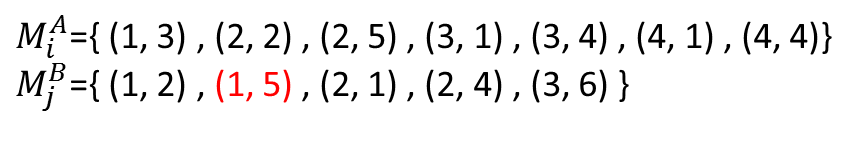 M_i^A={ (1, 3) , (2, 2) , (2, 5) , (3, 1) , (3, 4) , (4, 1) , (4, 4)}
M_j^B={ (1, 2) , (1, 5) , (2, 1) , (2, 4) , (3, 6) }